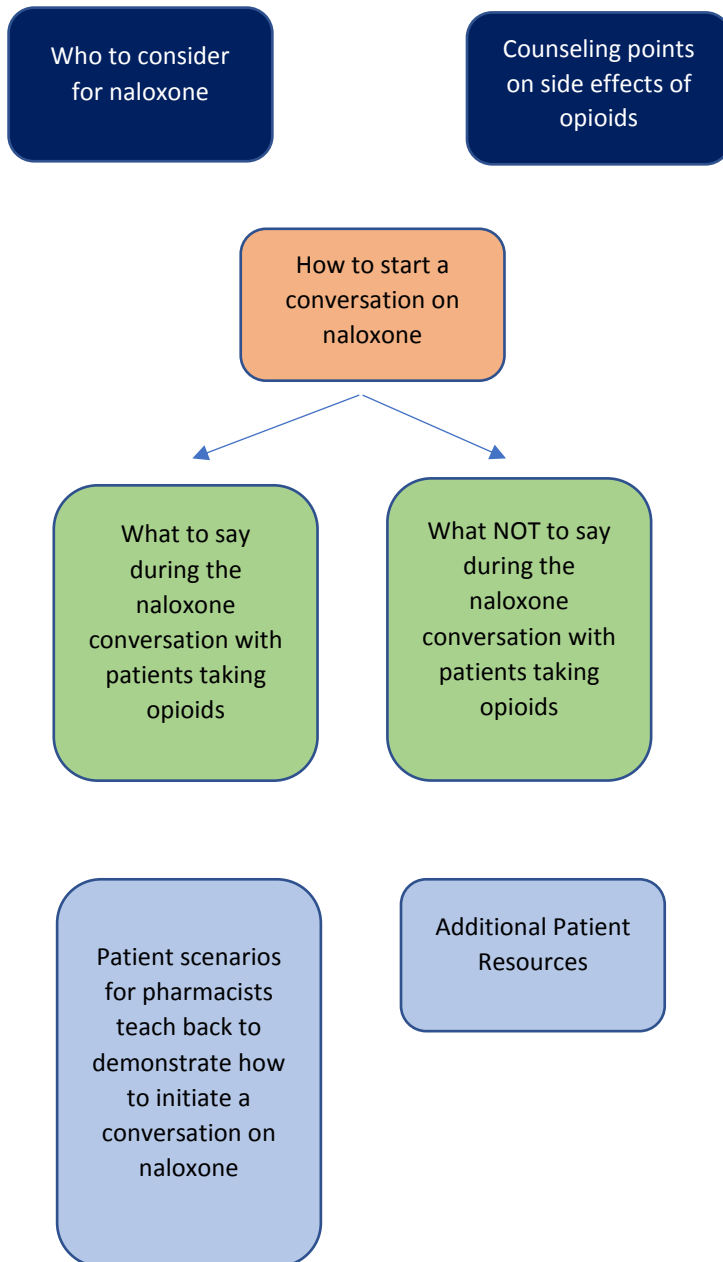 Who to consider
for naloxone
Counseling points
on side effects of
opioids
How to start a
conversation on
naloxone
What to say
during the
naloxone
conversation with
patients taking
opioids
What NOT to say
during the
naloxone
conversation with
patients taking
opioids
Patient scenarios
for pharmacists
teach back to
demonstrate how
to initiate a
conversation on
naloxone
Additional Patient
Resources